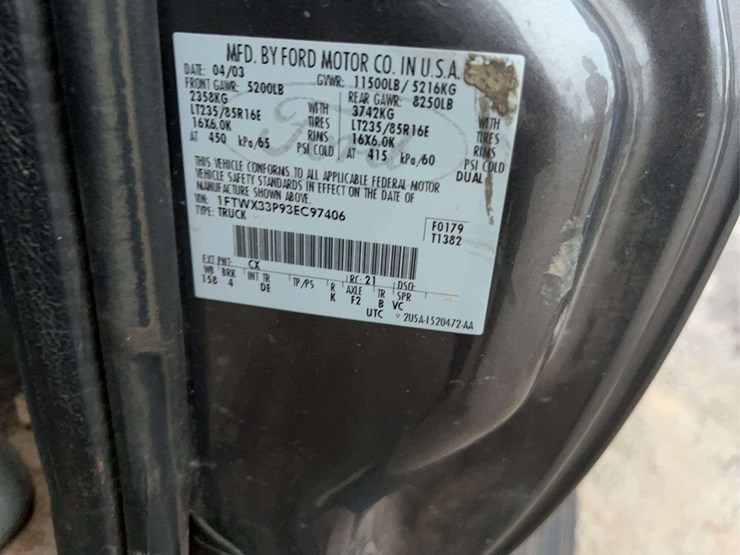 MFD. BY FORD MOTOR CO. IN U.S.A.
DATE: 04/03 GVWR: 11500LB / 5216KG
FRONT GAWR: 5200LB REAR GAWR: 8250LB
2358KG WITH 3742KG WITH
LT235/85R16E TIRES LT235/85R16E TIRES
16X6.0K RIMS 16X6.0K RIMS
AT 450 kPa/65 PSI COLD AT 415 kPa/60 PSI COLD
DUAL
THIS VEHICLE CONFORMS TO ALL APPLICABLE FEDERAL MOTOR
VEHICLE SAFETY STANDARDS IN EFFECT ON THE DATE OF
MANUFACTURE SHOWN ABOVE.
VIN: 1FTWX33P93EC97406
TYPE: TRUCK
F0179
T1382
EXT PNT: CX RC: 21 DSO:
WB BRK INT TR TP/PS R AXLE TR SPR
158 4 DE K F2 B VC
UTC 2U5A-1520472-AA
Ford